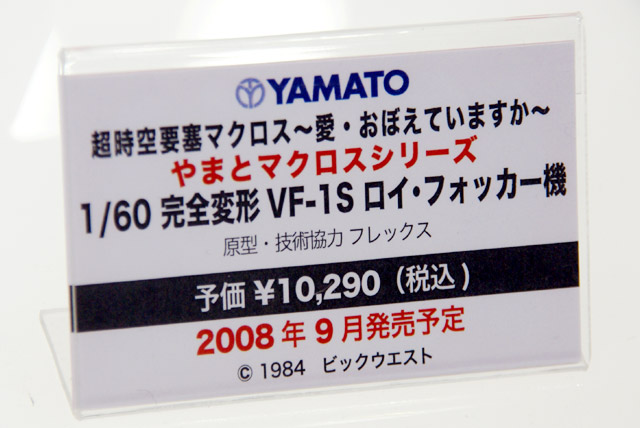 YAMATO
超時空要塞マクロス～愛・おぼえていますか～
やまとマクロスシリーズ
1/60 完全変形 VF-1S ロイ・フォッカー機
原型・技術協力 フレックス
予価 ¥10,290（税込）
2008年9月発売予定
© 1984 ビックウエスト